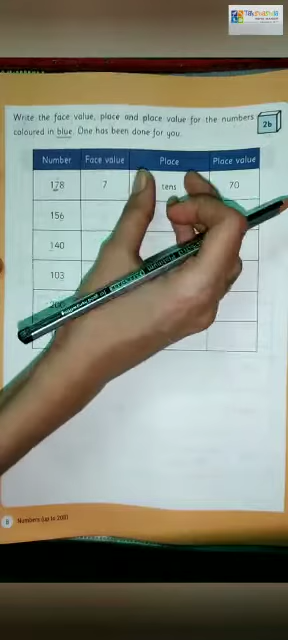 Write the face value, place and place value for the numbers
coloured in blue. One has been done for you.
2b
Number Face value Place Place value
178 7 tens 70
156
140
103
200
8 Numbers (up to 200)